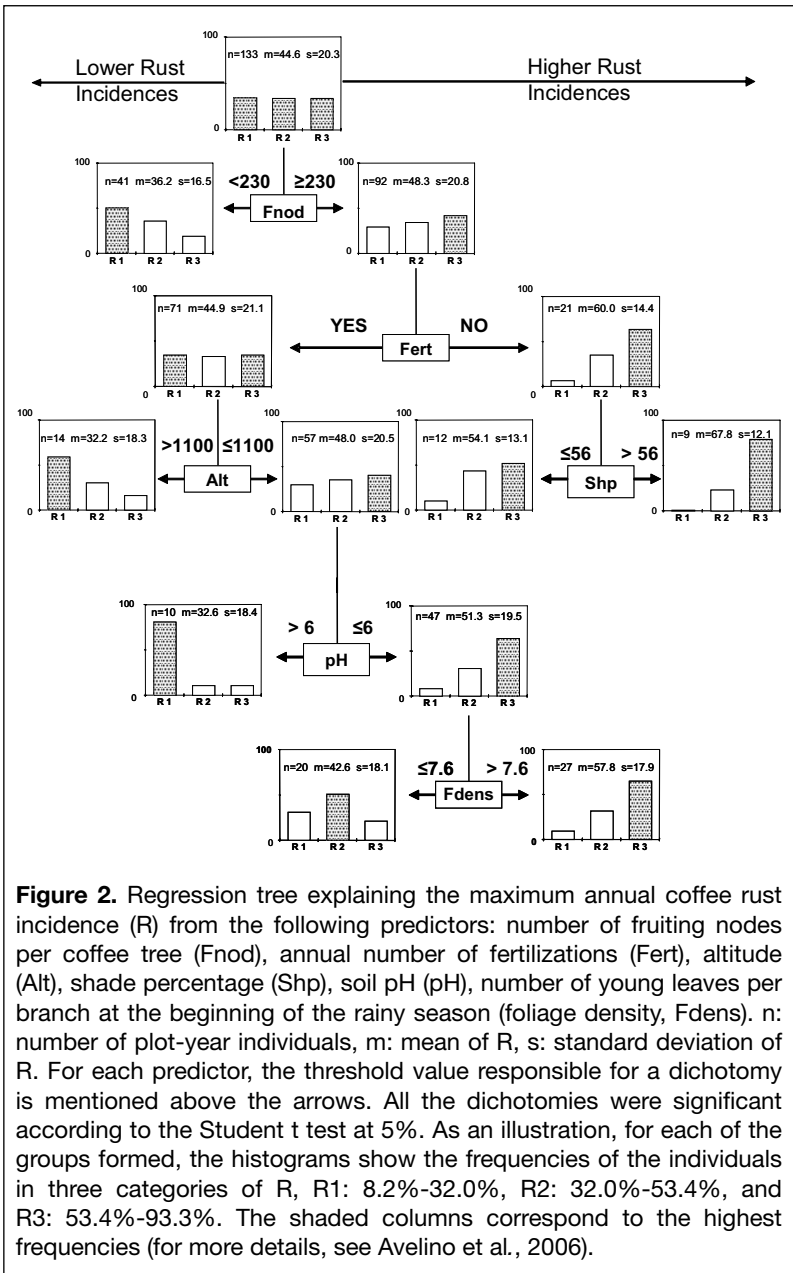 100
n=133 m=44.6 s=20.3
Lower Rust
Incidences
Higher Rust
Incidences
0
R 1 R 2 R 3
100
n=41 m=36.2 s=16.5
0
R 1 R 2 R 3
<230 ≥230
Fnod
100
n=92 m=48.3 s=20.8
0
R 1 R 2 R 3
100
n=71 m=44.9 s=21.1
0
R 1 R 2 R 3
YES NO
Fert
100
n=21 m=60.0 s=14.4
0
R 1 R 2 R 3
100
n=14 m=32.2 s=18.3
0
R 1 R 2 R 3
>1100 ≤1100
Alt
100
n=57 m=48.0 s=20.5
0
R 1 R 2 R 3
100
n=12 m=54.1 s=13.1
0
R 1 R 2 R 3
≤56 > 56
Shp
100
n=9 m=67.8 s=12.1
0
R 1 R 2 R 3
100
n=10 m=32.6 s=18.4
0
R 1 R 2 R 3
> 6 ≤6
pH
100
n=47 m=51.3 s=19.5
0
R 1 R 2 R 3
100
n=20 m=42.6 s=18.1
0
R 1 R 2 R 3
≤7.6 > 7.6
Fdens
100
n=27 m=57.8 s=17.9
0
R 1 R 2 R 3
Figure 2. Regression tree explaining the maximum annual coffee rust
incidence (R) from the following predictors: number of fruiting nodes
per coffee tree (Fnod), annual number of fertilizations (Fert), altitude
(Alt), shade percentage (Shp), soil pH (pH), number of young leaves per
branch at the beginning of the rainy season (foliage density, Fdens). n:
number of plot-year individuals, m: mean of R, s: standard deviation of
R. For each predictor, the threshold value responsible for a dichotomy
is mentioned above the arrows. All the dichotomies were significant
according to the Student t test at 5%. As an illustration, for each of the
groups formed, the histograms show the frequencies of the individuals
in three categories of R, R1: 8.2%-32.0%, R2: 32.0%-53.4%, and
R3: 53.4%-93.3%. The shaded columns correspond to the highest
frequencies (for more details, see Avelino et al., 2006).